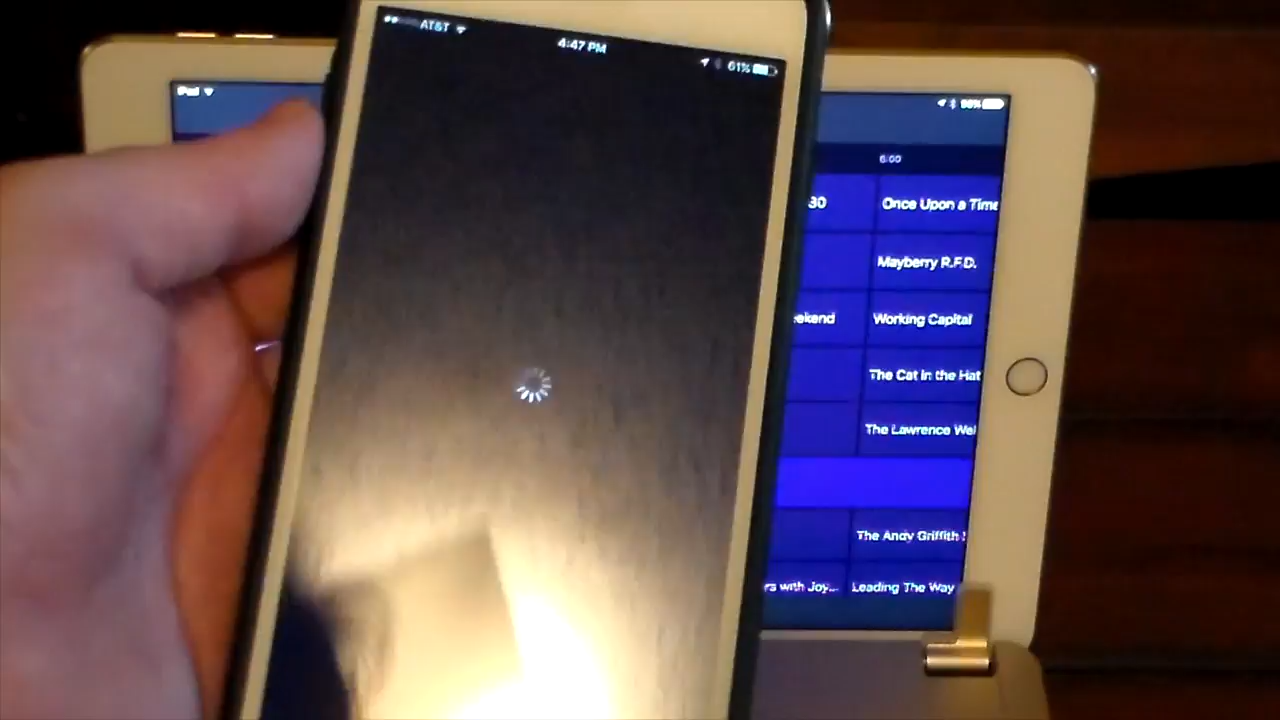 AT&T
4:47 PM
61%
iPad
98%
6:00
30
Once Upon a Time
Mayberry R.F.D.
ekend
Working Capital
The Cat in the Hat
The Lawrence Wel
The Andy Griffith S
rs with Joy...
Leading The Way